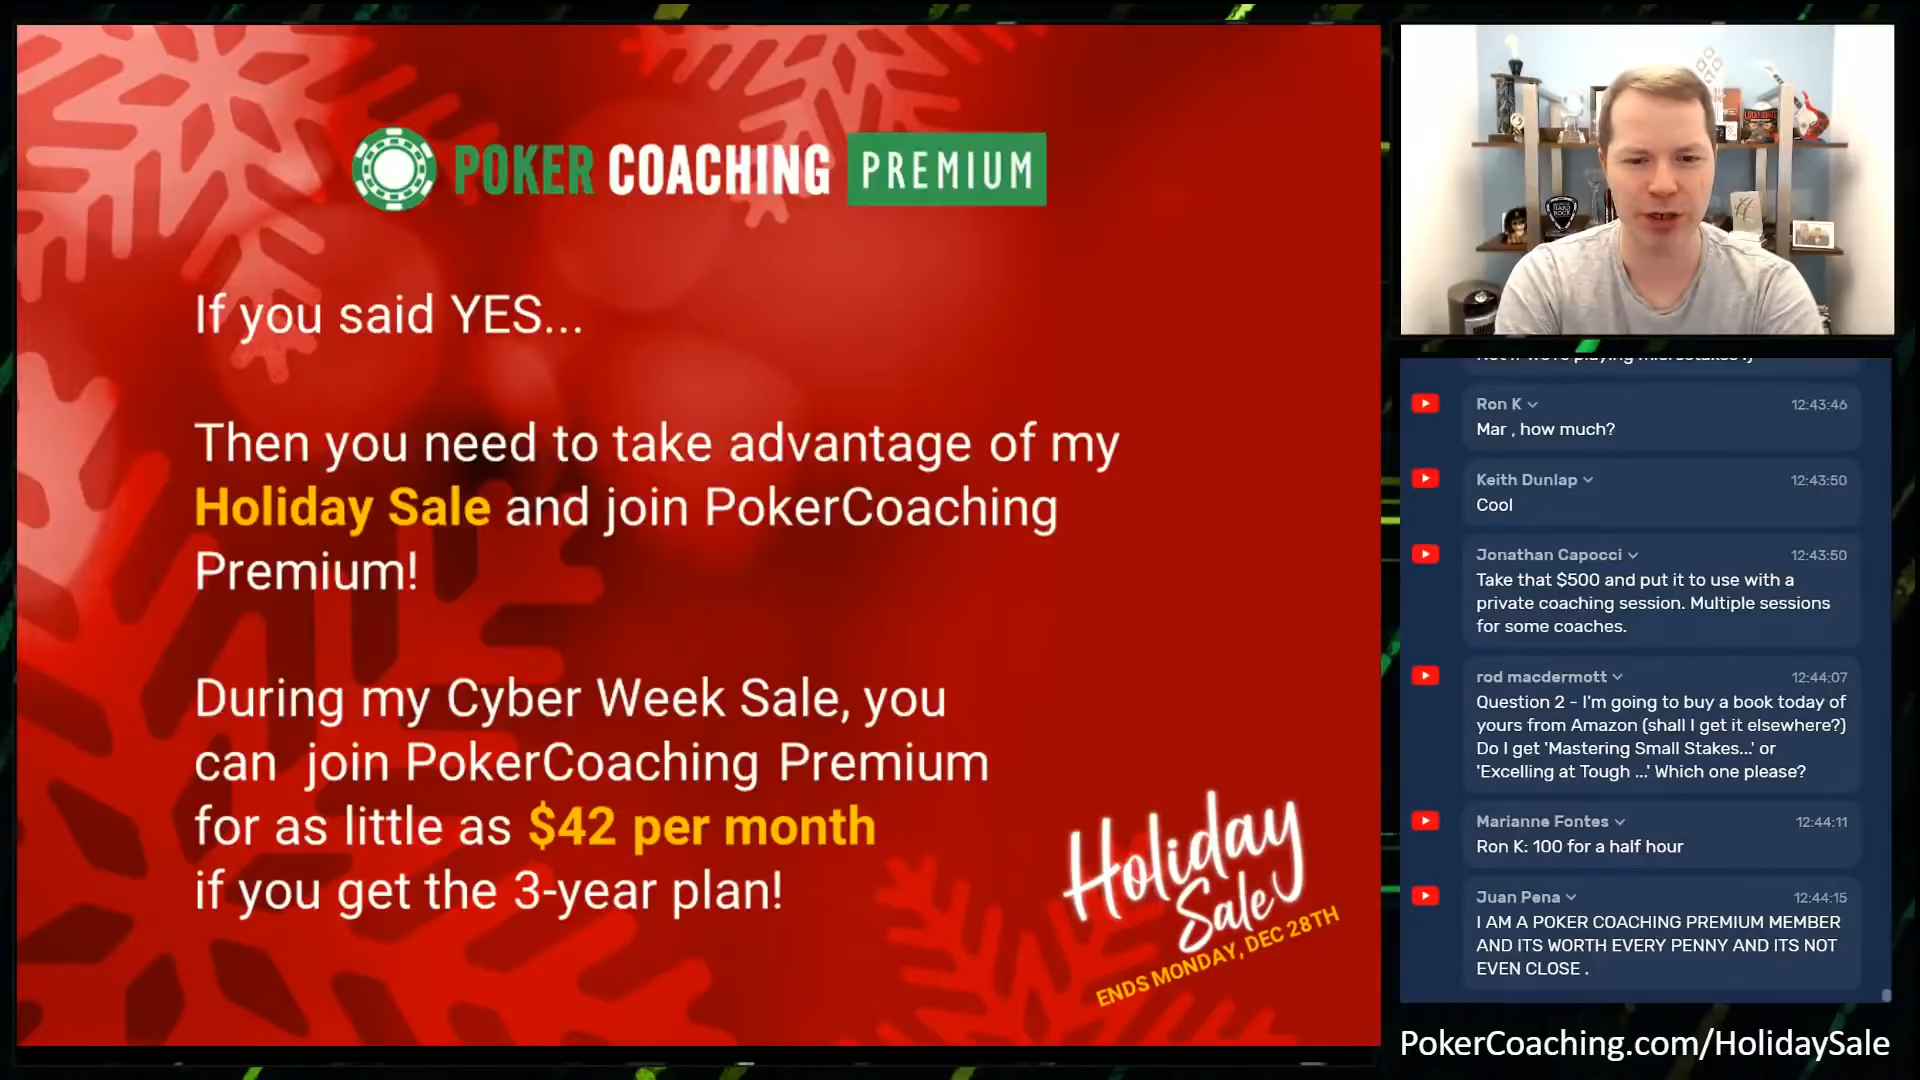 POKER COACHING PREMIUM
If you said YES...
Then you need to take advantage of my
Holiday Sale and join PokerCoaching
Premium!
During my Cyber Week Sale, you
can join PokerCoaching Premium
for as little as $42 per month
if you get the 3-year plan!
Holiday
Sale
ENDS MONDAY, DEC 28TH
Ron K 12:43:46
Mar , how much?
Keith Dunlap 12:43:50
Cool
Jonathan Capocci 12:43:50
Take that $500 and put it to use with a
private coaching session. Multiple sessions
for some coaches.
rod macdermott 12:44:07
Question 2 - I'm going to buy a book today of
yours from Amazon (shall I get it elsewhere?)
Do I get 'Mastering Small Stakes...' or
'Excelling at Tough ...' Which one please?
Marianne Fontes 12:44:11
Ron K: 100 for a half hour
Juan Pena 12:44:15
I AM A POKER COACHING PREMIUM MEMBER
AND ITS WORTH EVERY PENNY AND ITS NOT
EVEN CLOSE .
PokerCoaching.com/HolidaySale